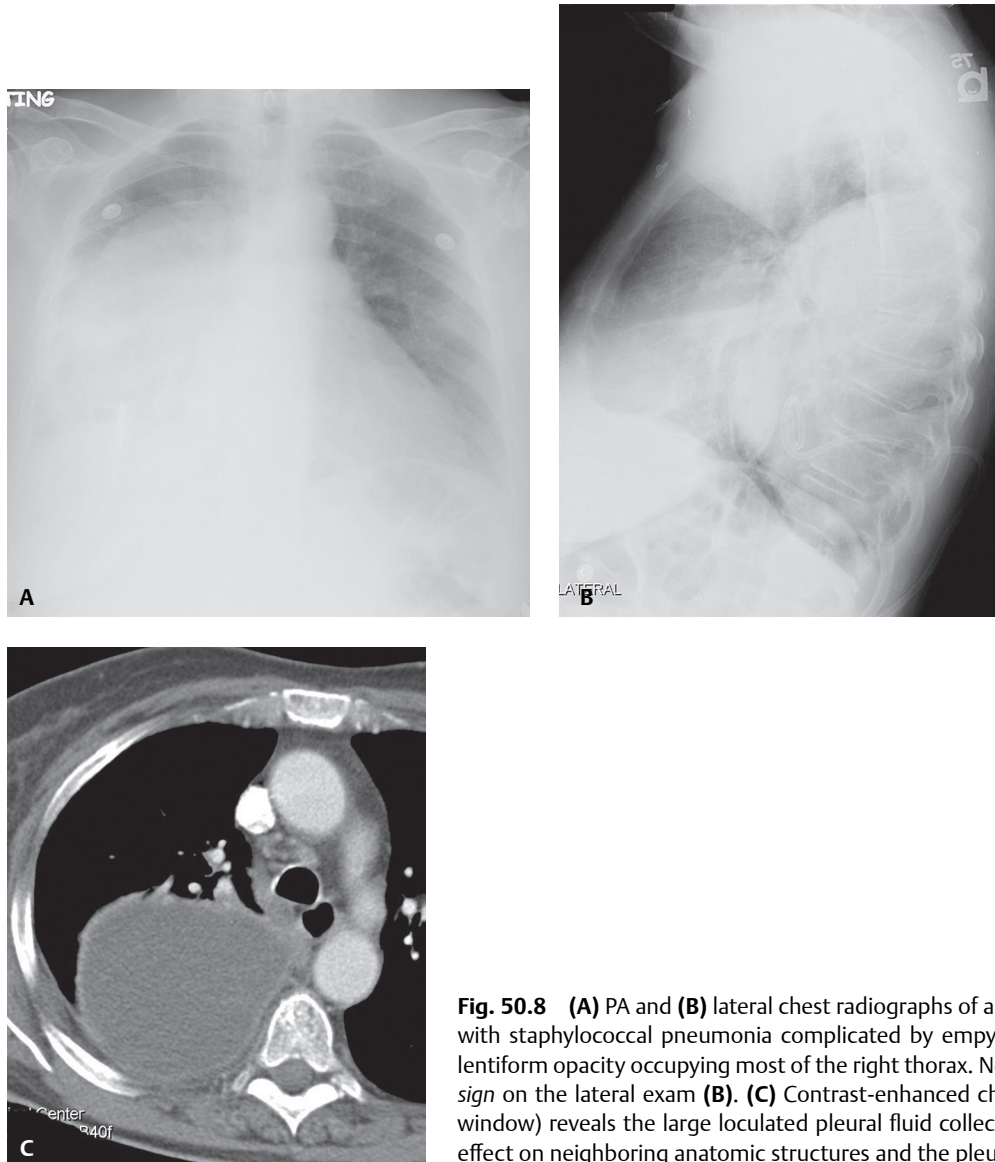 TING
A
75
LATERAL
B
Center
B40f
C
Fig. 50.8 (A) PA and (B) lateral chest radiographs of a
with staphylococcal pneumonia complicated by empy
lentiform opacity occupying most of the right thorax. N
sign on the lateral exam (B). (C) Contrast-enhanced ch
window) reveals the large loculated pleural fluid collec
effect on neighboring anatomic structures and the pleu